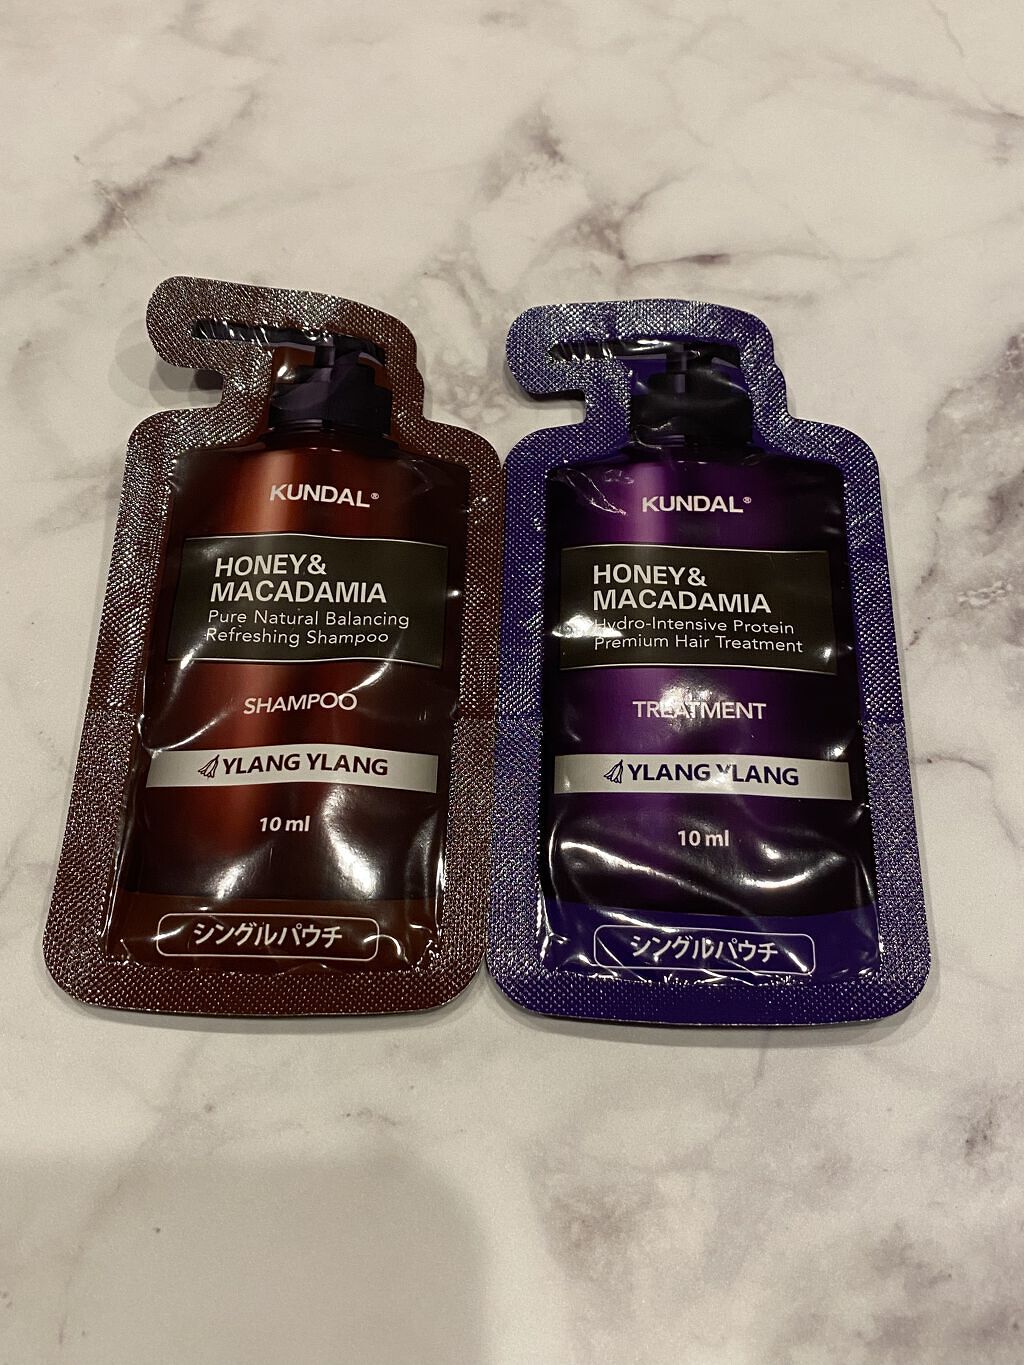 KUNDAL®
HONEY&
MACADAMIA
Pure Natural Balancing
Refreshing Shampoo
SHAMPOO
YLANG YLANG
10 ml
シングルパウチ
KUNDAL®
HONEY&
MACADAMIA
Hydro-Intensive Protein
Premium Hair Treatment
TREATMENT
YLANG YLANG
10 ml
シングルパウチ